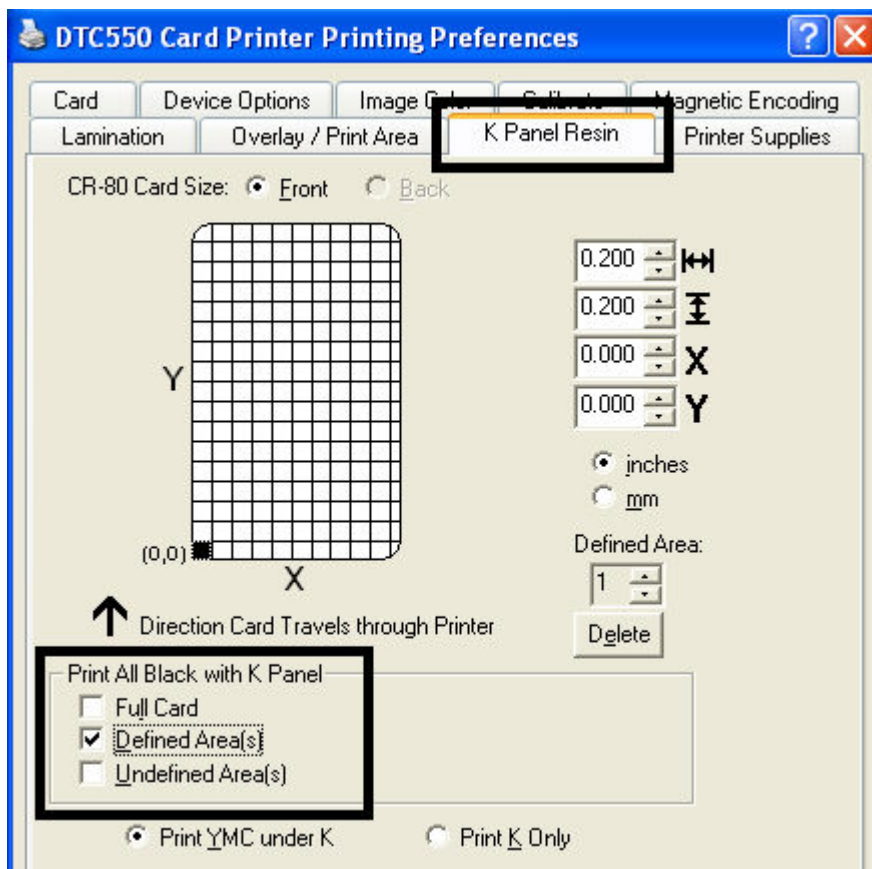 DTC550 Card Printer Printing Preferences
Card Device Options Image Color Calibrate Magnetic Encoding
Lamination Overlay / Print Area K Panel Resin Printer Supplies
CR-80 Card Size: Front Back
0.200
0.200
0.000 X
Y
0.000 Y
inches
mm
(0,0)
Defined Area:
X
1
Direction Card Travels through Printer
Delete
Print All Black with K Panel
Full Card
Defined Area(s)
Undefined Area(s)
Print YMC under K Print K Only